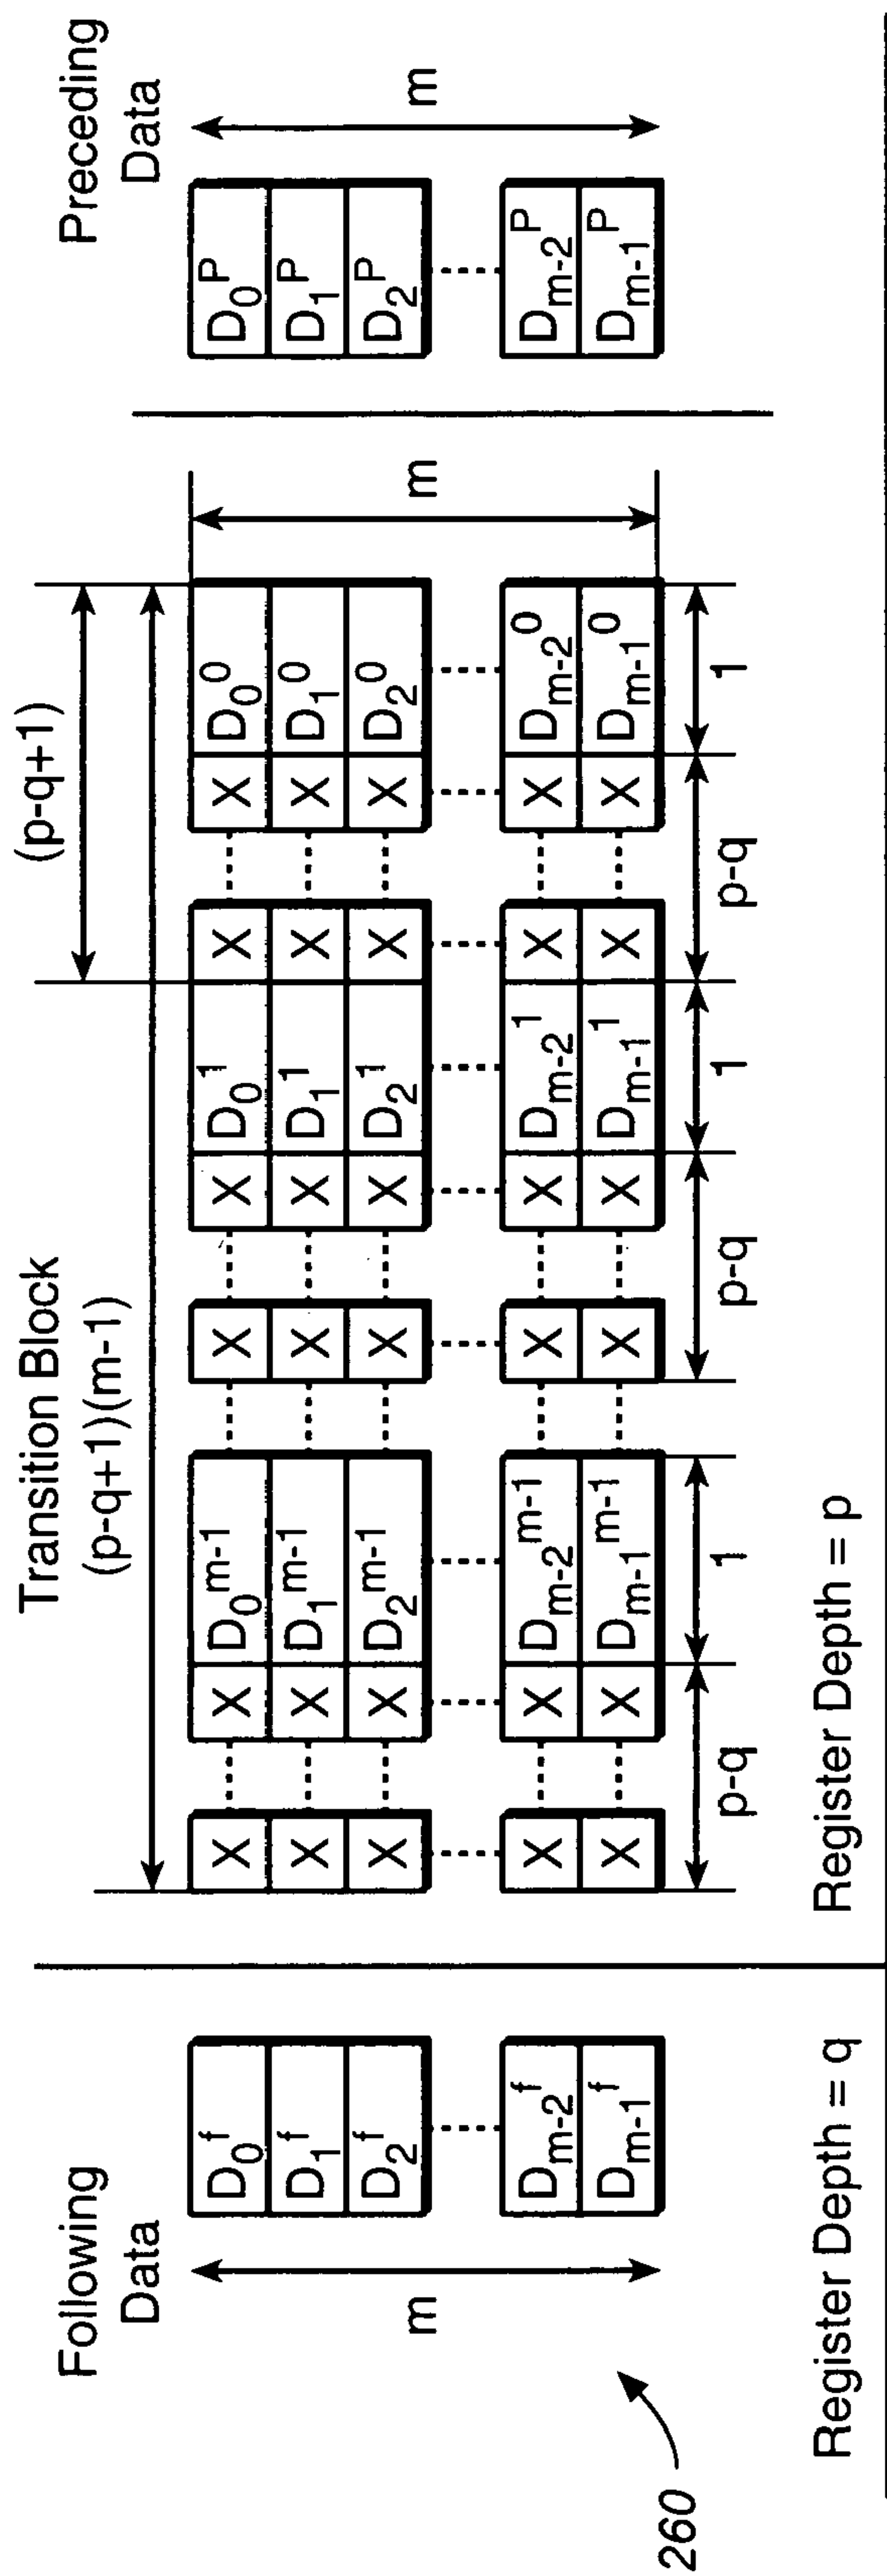 Following
Data
Transition Block
(p-q+1)(m-1)
(p-q+1)
Preceding
Data
m
D₀ᶠ
D₁ᶠ
D₂ᶠ
Dₘ₋₂ᶠ
Dₘ₋₁ᶠ
X X D₀ᵐ⁻¹ X X D₀¹ X X D₀⁰
X X D₁ᵐ⁻¹ X X D₁¹ X X D₁⁰
X X D₂ᵐ⁻¹ X X D₂¹ X X D₂⁰
X X Dₘ₋₂ᵐ⁻¹ X X Dₘ₋₂¹ X X Dₘ₋₂⁰
X X Dₘ₋₁ᵐ⁻¹ X X Dₘ₋₁¹ X X Dₘ₋₁⁰
m
D₀ᴾ
D₁ᴾ
D₂ᴾ
Dₘ₋₂ᴾ
Dₘ₋₁ᴾ
m
p-q 1 p-q 1 p-q 1
260
Register Depth = q
Register Depth = p